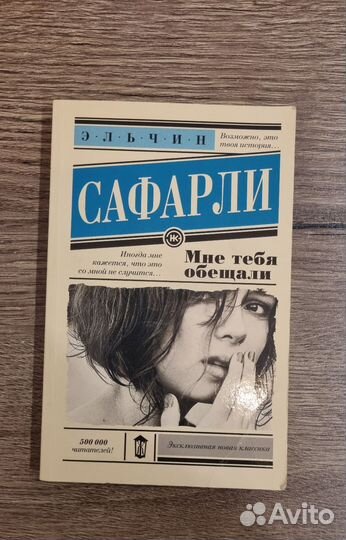 Э·Л·Ь·Ч·И·Н
Возможно, это
твоя история...
САФАРЛИ
НК
Иногда мне
кажется, что это
со мной не случится...
Мне тебя
обещали
500 000
читателей!
Эксклюзивная новая классика
Avito